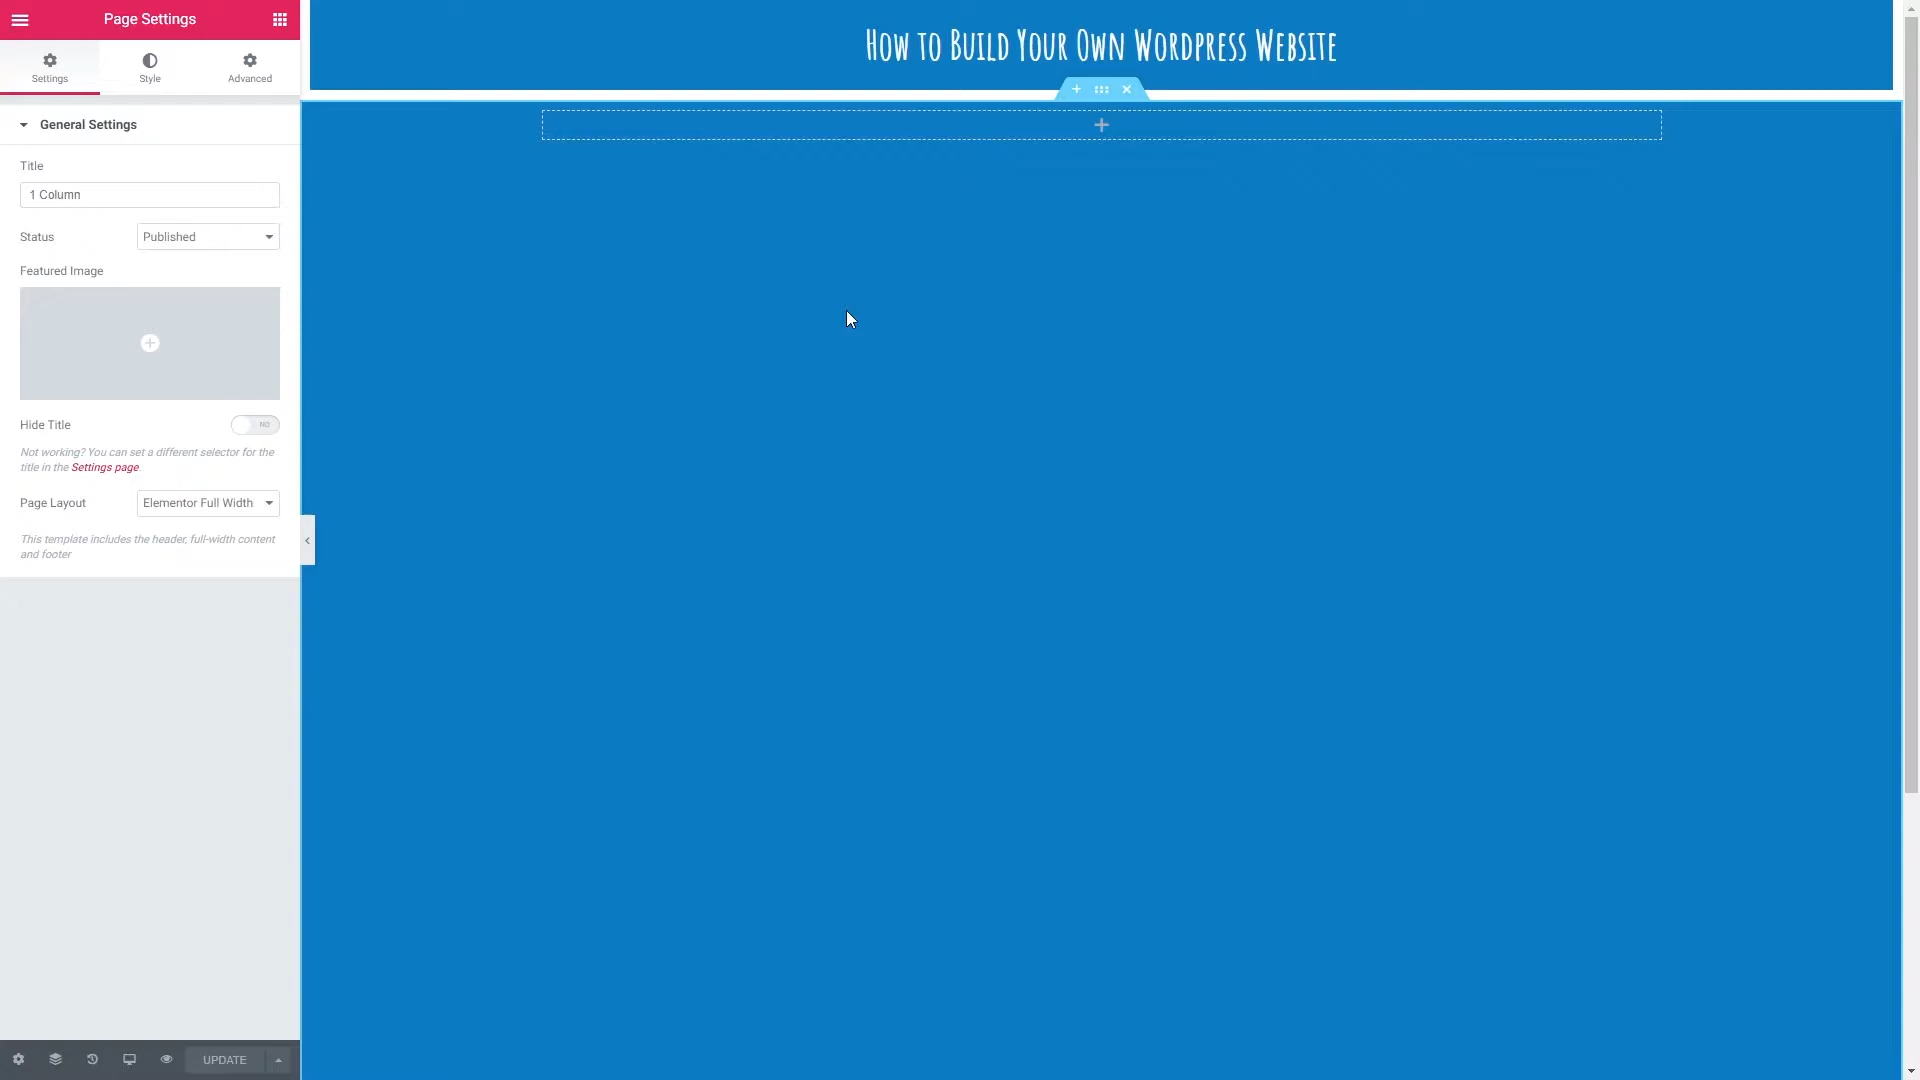 Page Settings
How to Build Your Own Wordpress Website
Settings
Style
Advanced
General Settings
Title
1 Column
Status
Published
Featured Image
Hide Title
NO
Not working? You can set a different selector for the
title in the Settings page.
Page Layout
Elementor Full Width
This template includes the header, full-width content
and footer
UPDATE